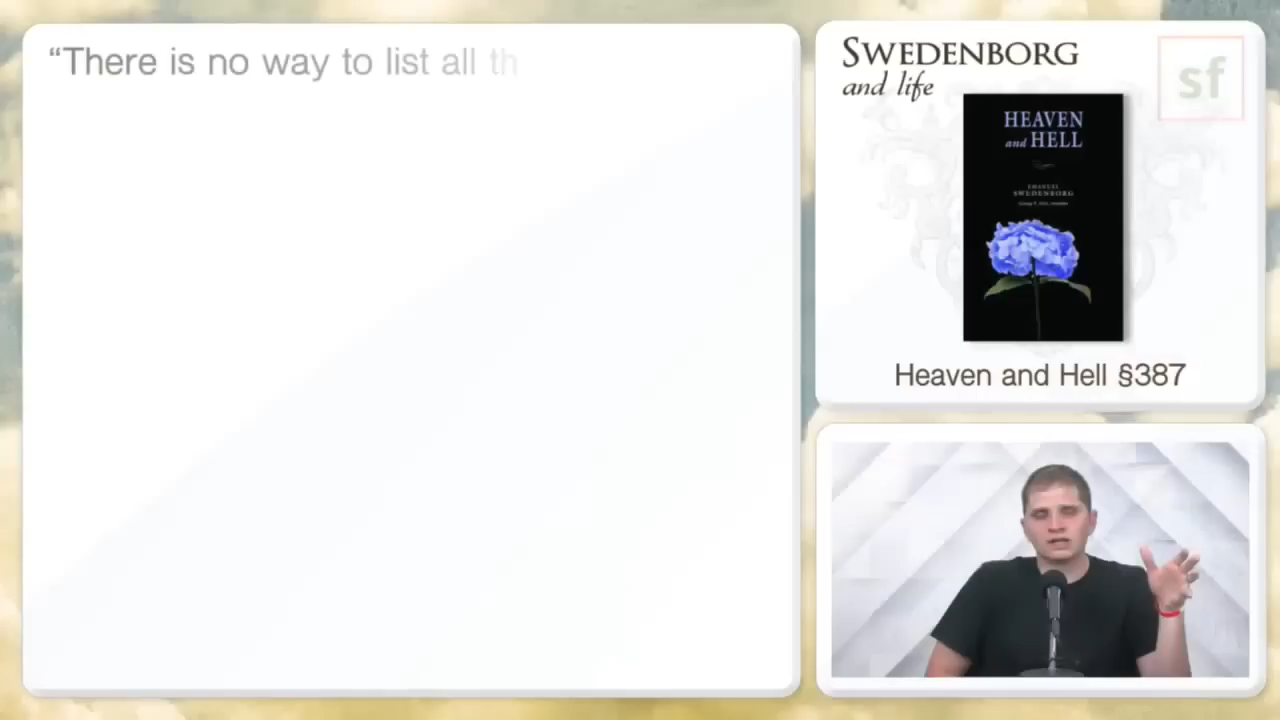 “There is no way to list all th
SWEDENBORG
and life
sf
HEAVEN
and HELL
EMANUEL
SWEDENBORG
Heaven and Hell §387